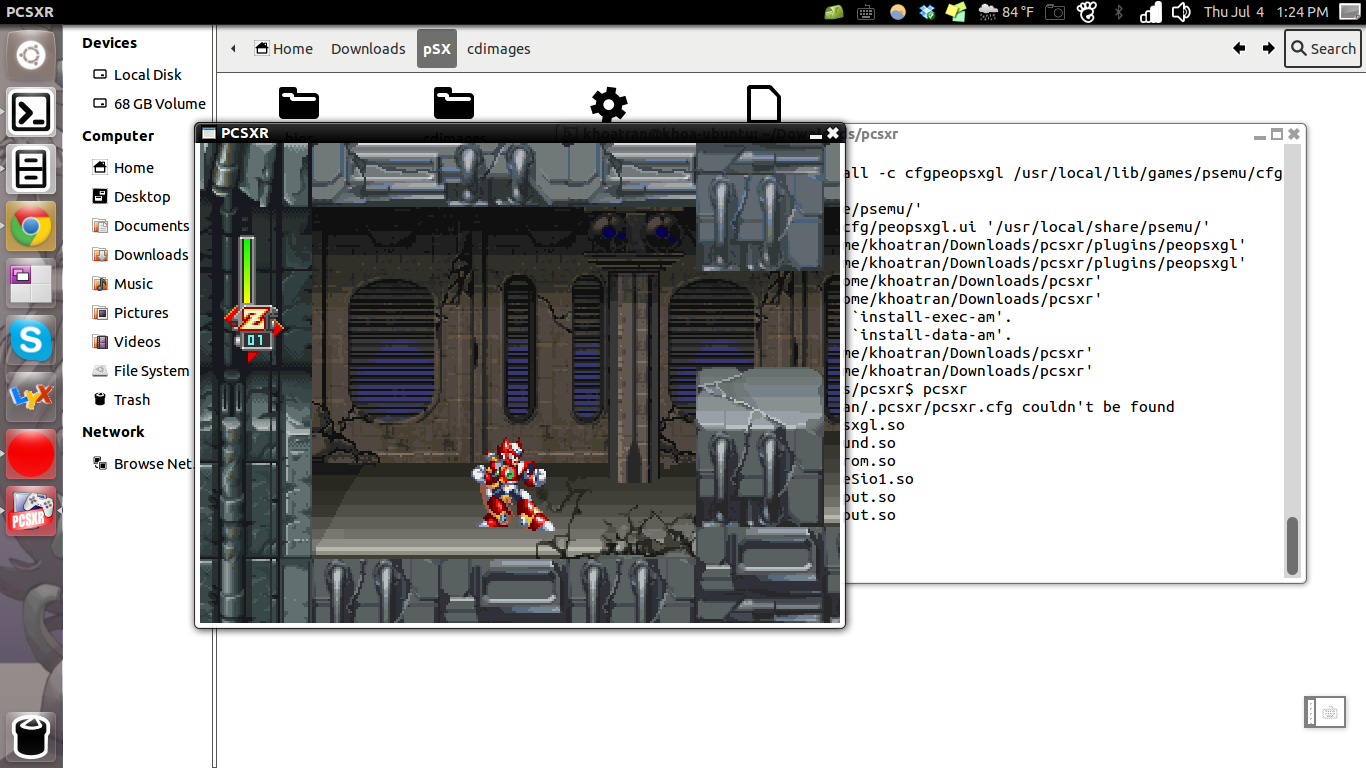 PCSXR
84 °F
Thu Jul 4
1:24 PM
Devices
Local Disk
68 GB Volume
Computer
Home
Desktop
Documents
Downloads
Music
Pictures
Videos
File System
Trash
Network
Browse Net
Home
Downloads
pSX
cdimages
Search
PCSXR
khoatran@khoa-ubuntu: ~/Downloads/pcsxr
all -c cfgpeopsxgl /usr/local/lib/games/psemu/cfg
e/psemu/'
cfg/peopsxgl.ui '/usr/local/share/psemu/'
me/khoatran/Downloads/pcsxr/plugins/peopsxgl'
me/khoatran/Downloads/pcsxr/plugins/peopsxgl'
ome/khoatran/Downloads/pcsxr'
ome/khoatran/Downloads/pcsxr'
`install-exec-am'.
`install-data-am'.
me/khoatran/Downloads/pcsxr'
me/khoatran/Downloads/pcsxr'
s/pcsxr$ pcsxr
an/.pcsxr/pcsxr.cfg couldn't be found
sxgl.so
und.so
rom.so
eSio1.so
put.so
put.so
Z
01
LyX
PCSXR